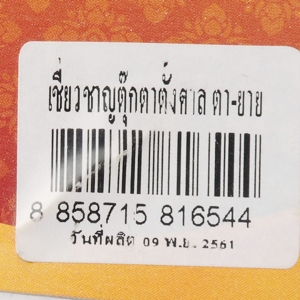 เชี่ยวชาญตุ๊กตาตั้งศาล ตา-ยาย
8 858715 816544
วันที่ผลิต 09 พ.ย. 2561